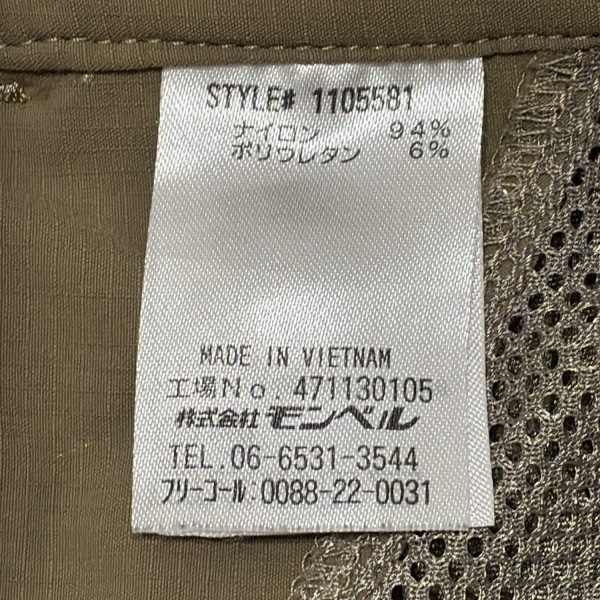 STYLE# 1105581
ナイロン 94%
ポリウレタン 6%
MADE IN VIETNAM
工場No. 471130105
株式会社 モンベル
TEL. 06-6531-3544
フリーコール:0088-22-0031